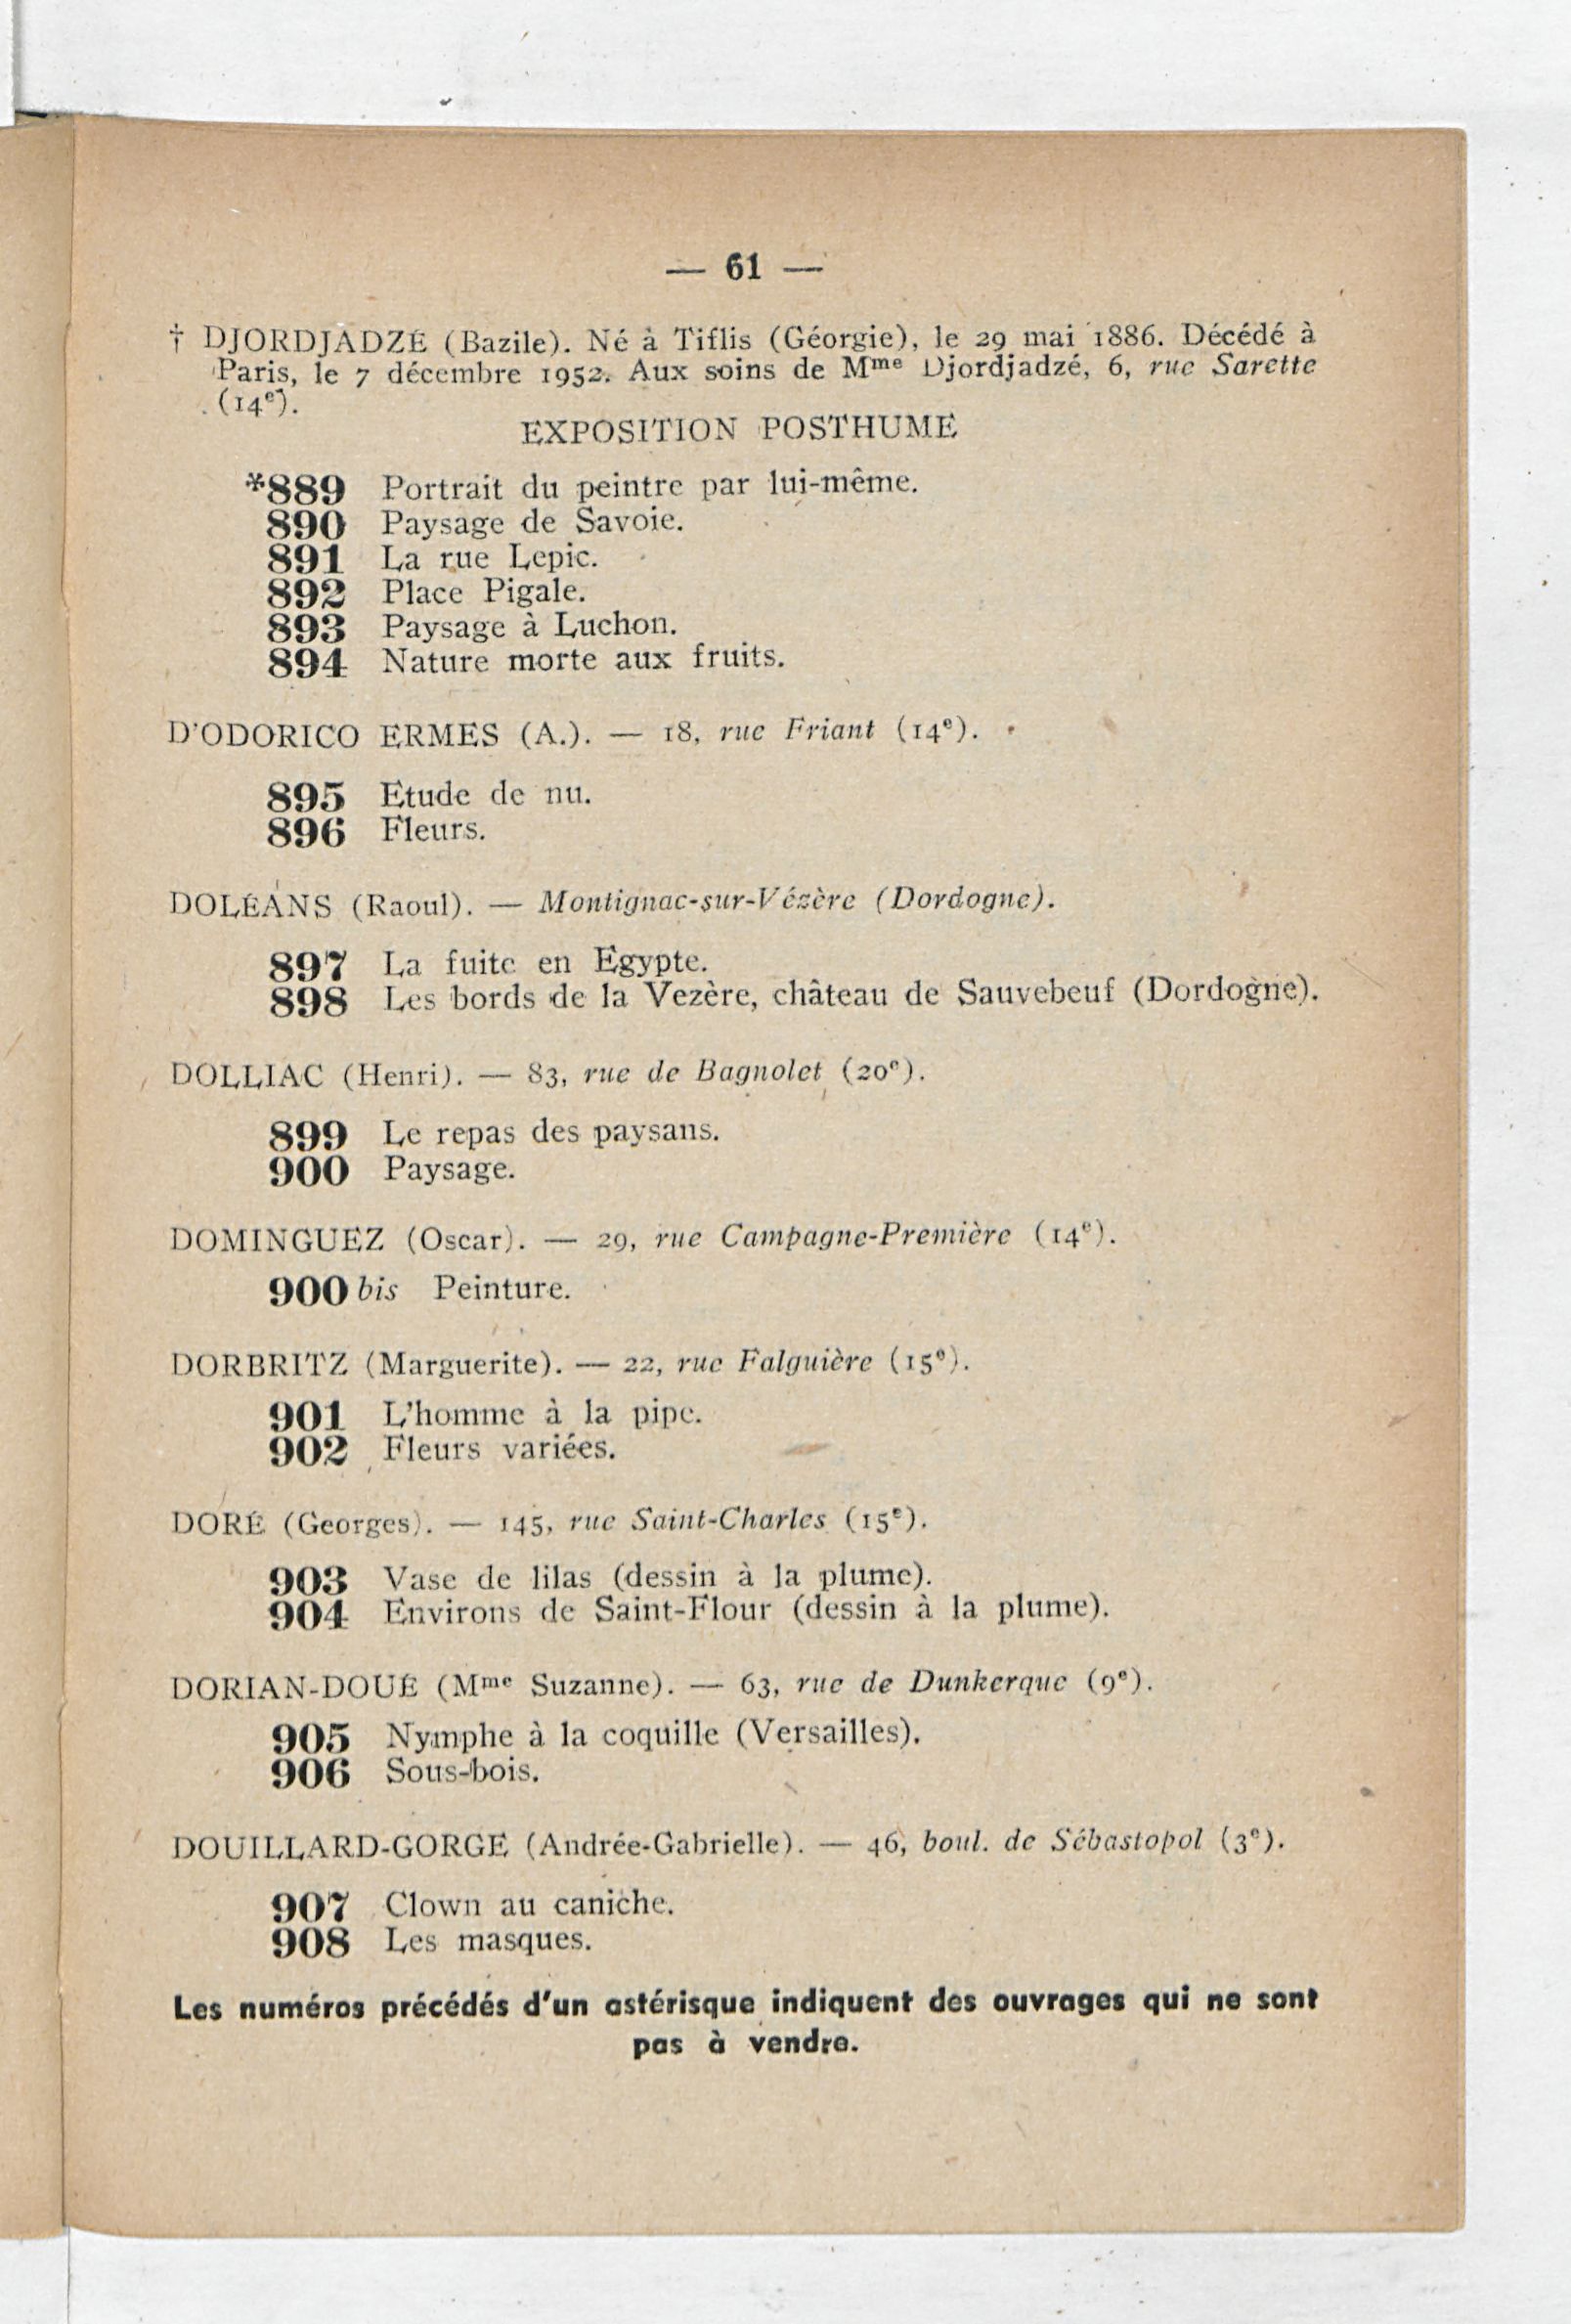 — 61 —
† DJORDJADZÉ (Bazile). Né à Tiflis (Géorgie), le 29 mai 1886. Décédé à
Paris, le 7 décembre 1952. Aux soins de Mme Djordjadzé, 6, rue Sarette
(14e).
EXPOSITION POSTHUME
*889 Portrait du peintre par lui-même.
890 Paysage de Savoie.
891 La rue Lepic.
892 Place Pigale.
893 Paysage à Luchon.
894 Nature morte aux fruits.
D'ODORICO ERMES (A.). — 18, rue Friant (14e).
895 Etude de nu.
896 Fleurs.
DOLÉANS (Raoul). — Montignac-sur-Vézère (Dordogne).
897 La fuite en Egypte.
898 Les bords de la Vezère, château de Sauvebeuf (Dordogne).
DOLLIAC (Henri). — 83, rue de Bagnolet (20e).
899 Le repas des paysans.
900 Paysage.
DOMINGUEZ (Oscar). — 29, rue Campagne-Première (14e).
900 bis Peinture.
DORBRITZ (Marguerite). — 22, rue Falguière (15e).
901 L'homme à la pipe.
902 Fleurs variées.
DORÉ (Georges). — 145, rue Saint-Charles (15e).
903 Vase de lilas (dessin à la plume).
904 Environs de Saint-Flour (dessin à la plume).
DORIAN-DOUÉ (Mme Suzanne). — 63, rue de Dunkerque (9e).
905 Nymphe à la coquille (Versailles).
906 Sous-bois.
DOUILLARD-GORGÉ (Andrée-Gabrielle). — 46, boul. de Sébastopol (3e).
907 Clown au caniche.
908 Les masques.
Les numéros précédés d'un astérisque indiquent des ouvrages qui ne sont
pas à vendre.